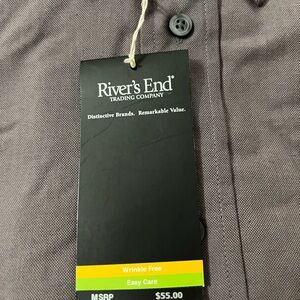 River's End®
TRADING COMPANY
Distinctive Brands. Remarkable Value.
Wrinkle Free
Easy Care
MSRP $55.00